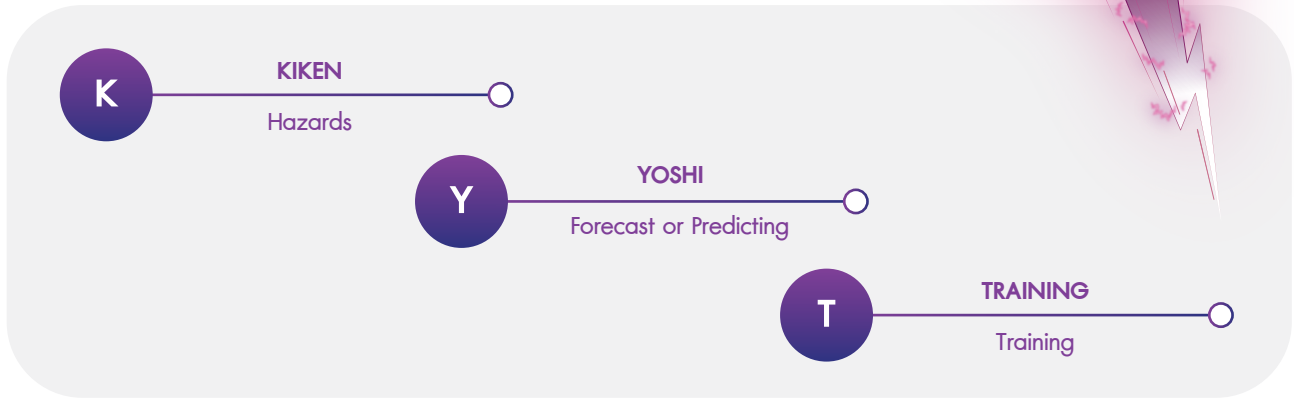 K
KIKEN
Hazards
Y
YOSHI
Forecast or Predicting
T
TRAINING
Training